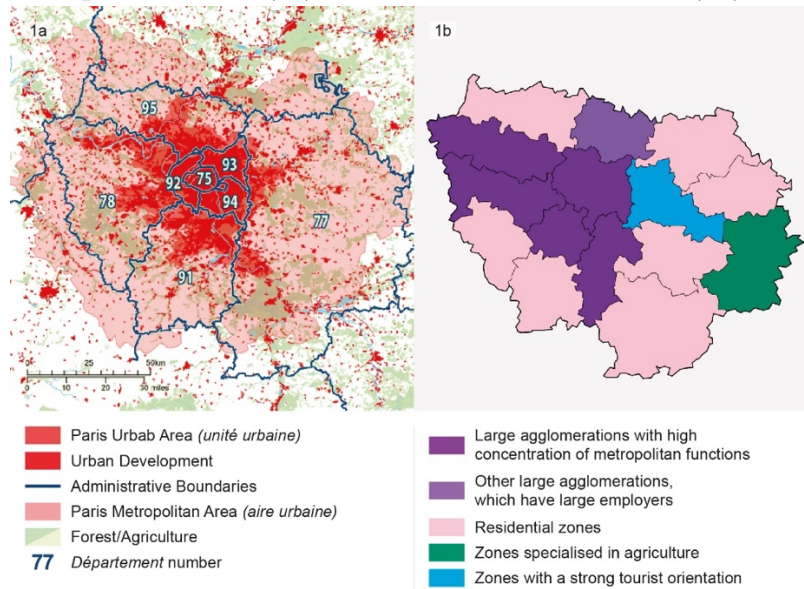 1a
95
93
92
75
94
78
77
91
0 25 50km
0 10 20 30 miles
1b
Paris Urbab Area (unité urbaine)
Urban Development
Administrative Boundaries
Paris Metropolitan Area (aire urbaine)
Forest/Agriculture
77 Département number
Large agglomerations with high
concentration of metropolitan functions
Other large agglomerations,
which have large employers
Residential zones
Zones specialised in agriculture
Zones with a strong tourist orientation